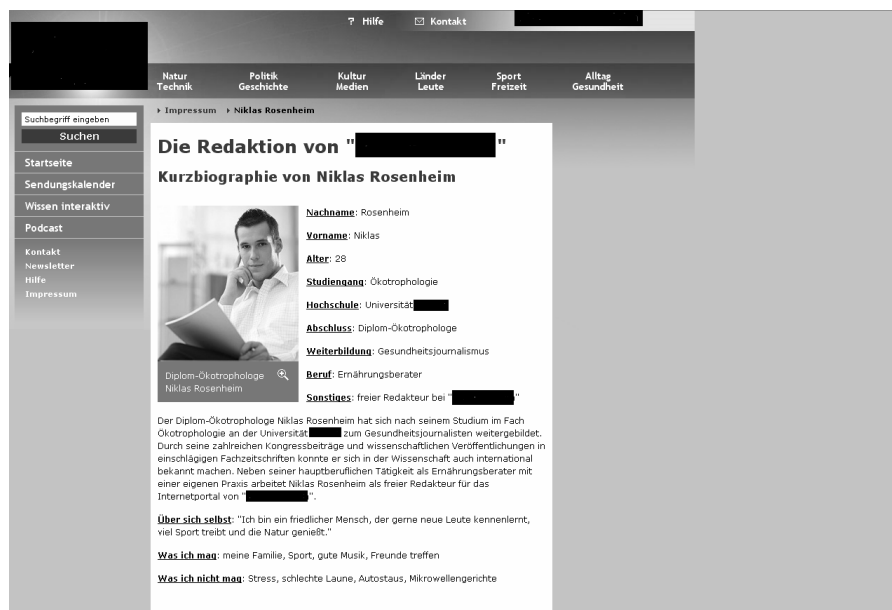 ? Hilfe
Kontakt
Natur Technik
Politik Geschichte
Kultur Medien
Länder Leute
Sport Freizeit
Alltag Gesundheit
Suchbegriff eingeben
Suchen
Startseite
Sendungskalender
Wissen interaktiv
Podcast
Kontakt
Newsletter
Hilfe
Impressum
Impressum
Niklas Rosenheim
Die Redaktion von " "
Kurzbiographie von Niklas Rosenheim
Diplom-Ökotrophologe
Niklas Rosenheim
Nachname: Rosenheim
Vorname: Niklas
Alter: 28
Studiengang: Ökotrophologie
Hochschule: Universität
Abschluss: Diplom-Ökotrophologe
Weiterbildung: Gesundheitsjournalismus
Beruf: Ernährungsberater
Sonstiges: freier Redakteur bei " "
Der Diplom-Ökotrophologe Niklas Rosenheim hat sich nach seinem Studium im Fach
Ökotrophologie an der Universität zum Gesundheitsjournalisten weitergebildet.
Durch seine zahlreichen Kongressbeiträge und wissenschaftlichen Veröffentlichungen in
einschlägigen Fachzeitschriften konnte er sich in der Wissenschaft auch international
bekannt machen. Neben seiner hauptberuflichen Tätigkeit als Ernährungsberater mit
einer eigenen Praxis arbeitet Niklas Rosenheim als freier Redakteur für das
Internetportal von " ".
Über sich selbst: "Ich bin ein friedlicher Mensch, der gerne neue Leute kennenlernt,
viel Sport treibt und die Natur genießt."
Was ich mag: meine Familie, Sport, gute Musik, Freunde treffen
Was ich nicht mag: Stress, schlechte Laune, Autostaus, Mikrowellengerichte